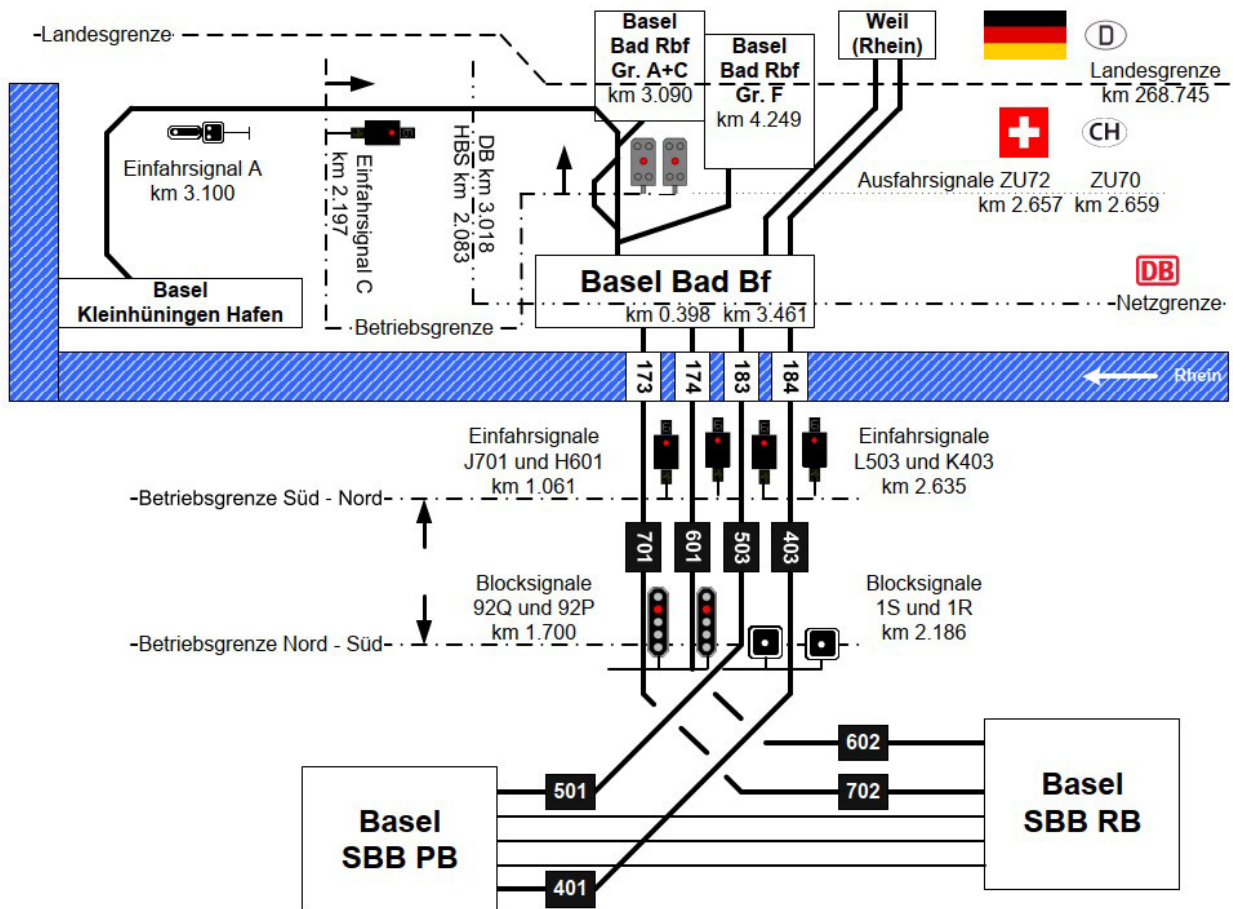 Landesgrenze
Basel
Bad Rbf
Gr. A+C
km 3.090
Basel
Bad Rbf
Gr. F
km 4.249
Weil
(Rhein)
D
Landesgrenze
km 268.745
CH
Einfahrsignal A
km 3.100
Einfahrsignal C
km 2.197
DB km 3.018
HBS km 2.083
Ausfahrsignale ZU72 ZU70
km 2.657 km 2.659
Basel
Kleinhüningen Hafen
Basel Bad Bf
km 0.398 km 3.461
DB
Netzgrenze
Betriebsgrenze
173 174 183 184
Rhein
Einfahrsignale
J701 und H601
km 1.061
Einfahrsignale
L503 und K403
km 2.635
Betriebsgrenze Süd - Nord
701 601 503 403
Blocksignale
92Q und 92P
km 1.700
Blocksignale
1S und 1R
km 2.186
Betriebsgrenze Nord - Süd
602
702
501
401
Basel
SBB PB
Basel
SBB RB